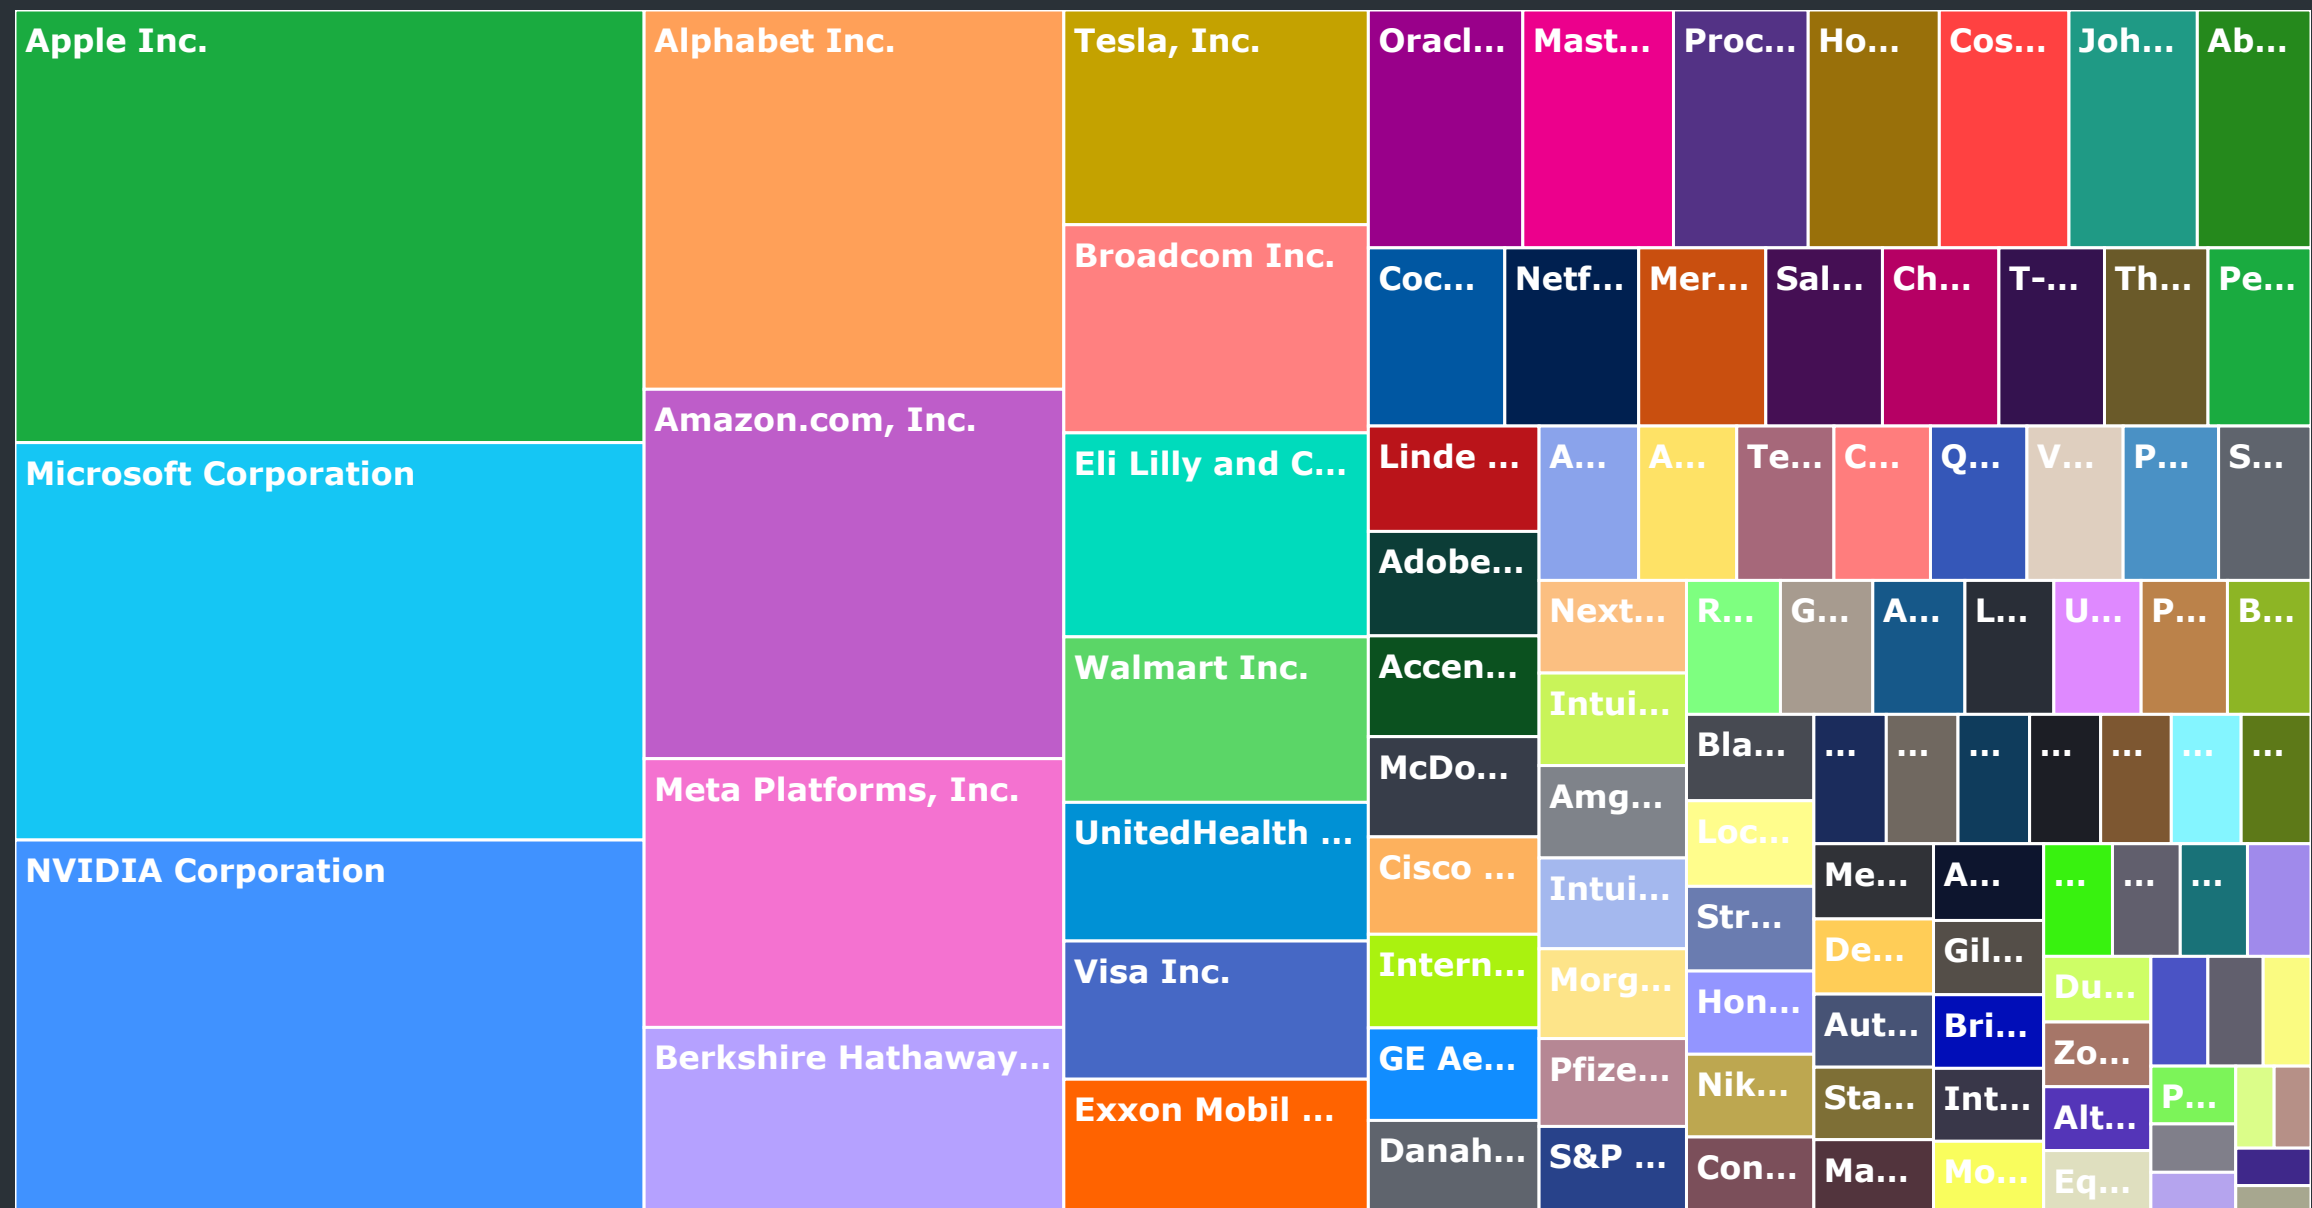 Apple Inc.
Microsoft Corporation
NVIDIA Corporation
Alphabet Inc.
Amazon.com, Inc.
Meta Platforms, Inc.
Berkshire Hathaway...
Tesla, Inc.
Broadcom Inc.
Eli Lilly and C...
Walmart Inc.
UnitedHealth ...
Visa Inc.
Exxon Mobil ...
Oracl...
Mast...
Proc...
Ho...
Cos...
Joh...
Ab...
Coc...
Netf...
Mer...
Sal...
Ch...
T-...
Th...
Pe...
Linde ...
Adobe...
Accen...
McDo...
Cisco ...
Intern...
GE Ae...
Danah...
A...
A...
Te...
C...
Q...
V...
P...
S...
Next...
Intui...
Amg...
Intui...
Morg...
Pfize...
S&P ...
R...
G...
A...
L...
U...
P...
B...
Bla...
Loc...
Str...
Hon...
Nik...
Con...
...
...
...
...
...
...
...
Me...
De...
Aut...
Sta...
Ma...
A...
Gil...
Bri...
Int...
Mo...
...
...
...
Du...
Zo...
Alt...
Eq...
P...